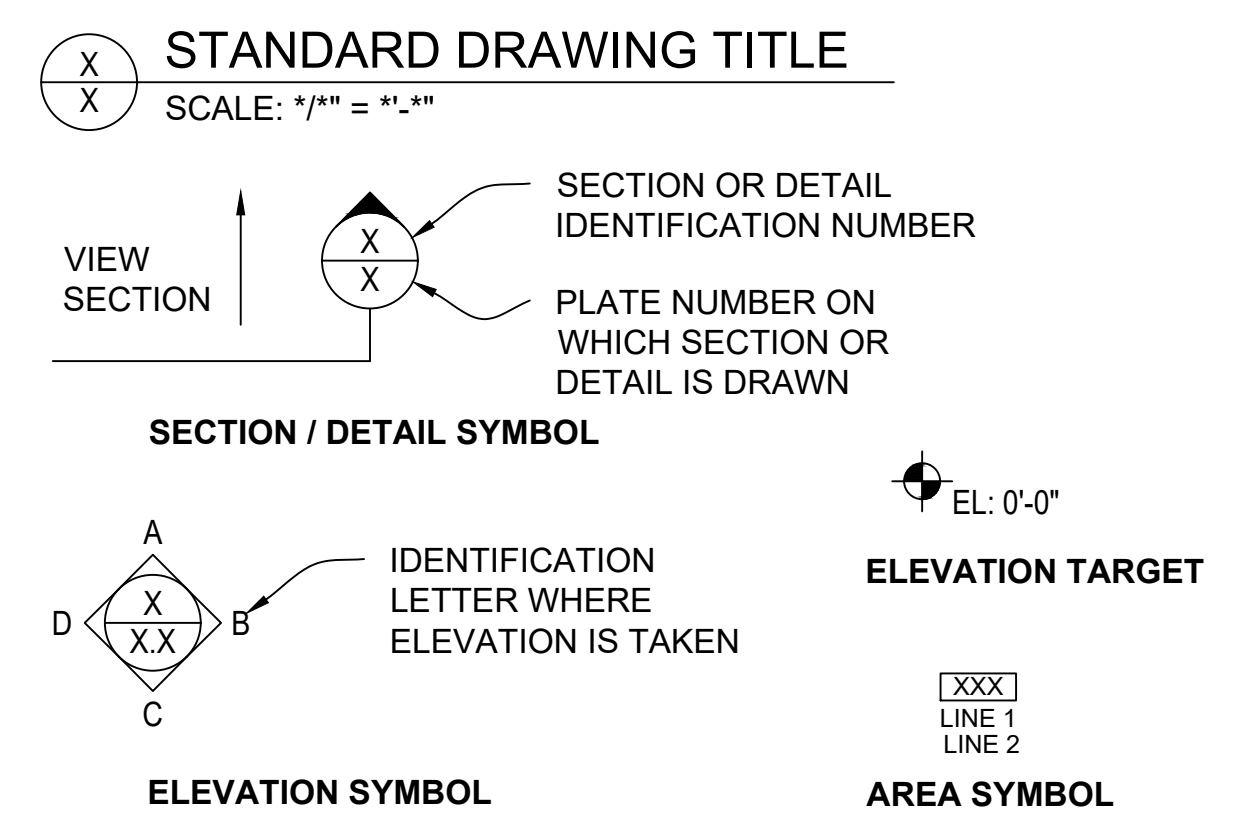 X
X
STANDARD DRAWING TITLE
SCALE: */*" = *'-*"
VIEW
SECTION
X
X
SECTION OR DETAIL
IDENTIFICATION NUMBER
PLATE NUMBER ON
WHICH SECTION OR
DETAIL IS DRAWN
SECTION / DETAIL SYMBOL
EL: 0'-0"
ELEVATION TARGET
A
D
X
X.X
B
C
IDENTIFICATION
LETTER WHERE
ELEVATION IS TAKEN
ELEVATION SYMBOL
XXX
LINE 1
LINE 2
AREA SYMBOL